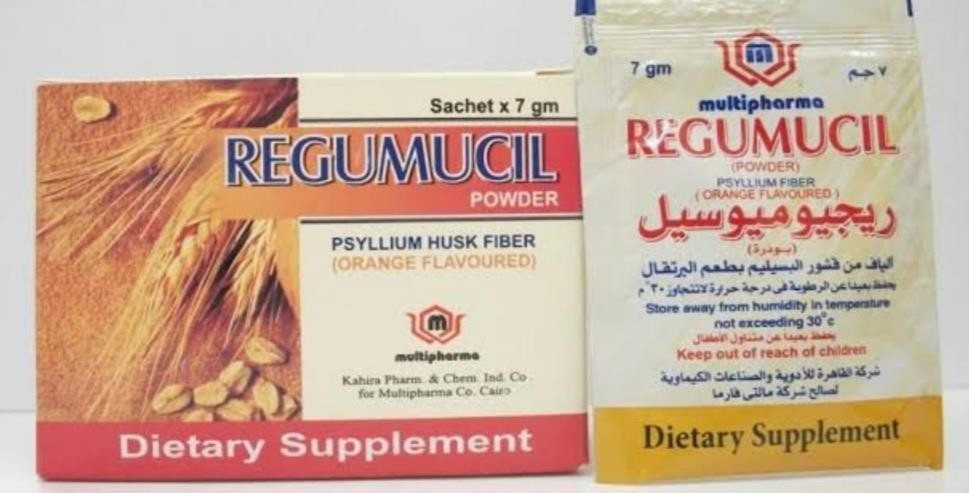 Sachet x 7 gm
REGUMUCIL
POWDER
PSYLLIUM HUSK FIBER
(ORANGE FLAVOURED)
multipharma
Kahira Pharm. & Chem. Ind. Co.
for Multipharma Co. Cairo
Dietary Supplement
7 gm
٧ جم
multipharma
REGUMUCIL
(POWDER)
PSYLLIUM FIBER
( ORANGE FLAVOURED )
ريجيوميوسيل
(بودرة)
ألياف من قشور البسيليم بطعم البرتقال
يحفظ بعيدا عن الرطوبة فى درجة حرارة لاتتجاوز ٣٠°م
Store away from humidity in temperature
not exceeding 30°c
يحفظ بعيدا عن متناول الأطفال
Keep out of reach of children
شركة القاهرة للأدوية والصناعات الكيماوية
لصالح شركة مالتى فارما
Dietary Supplement